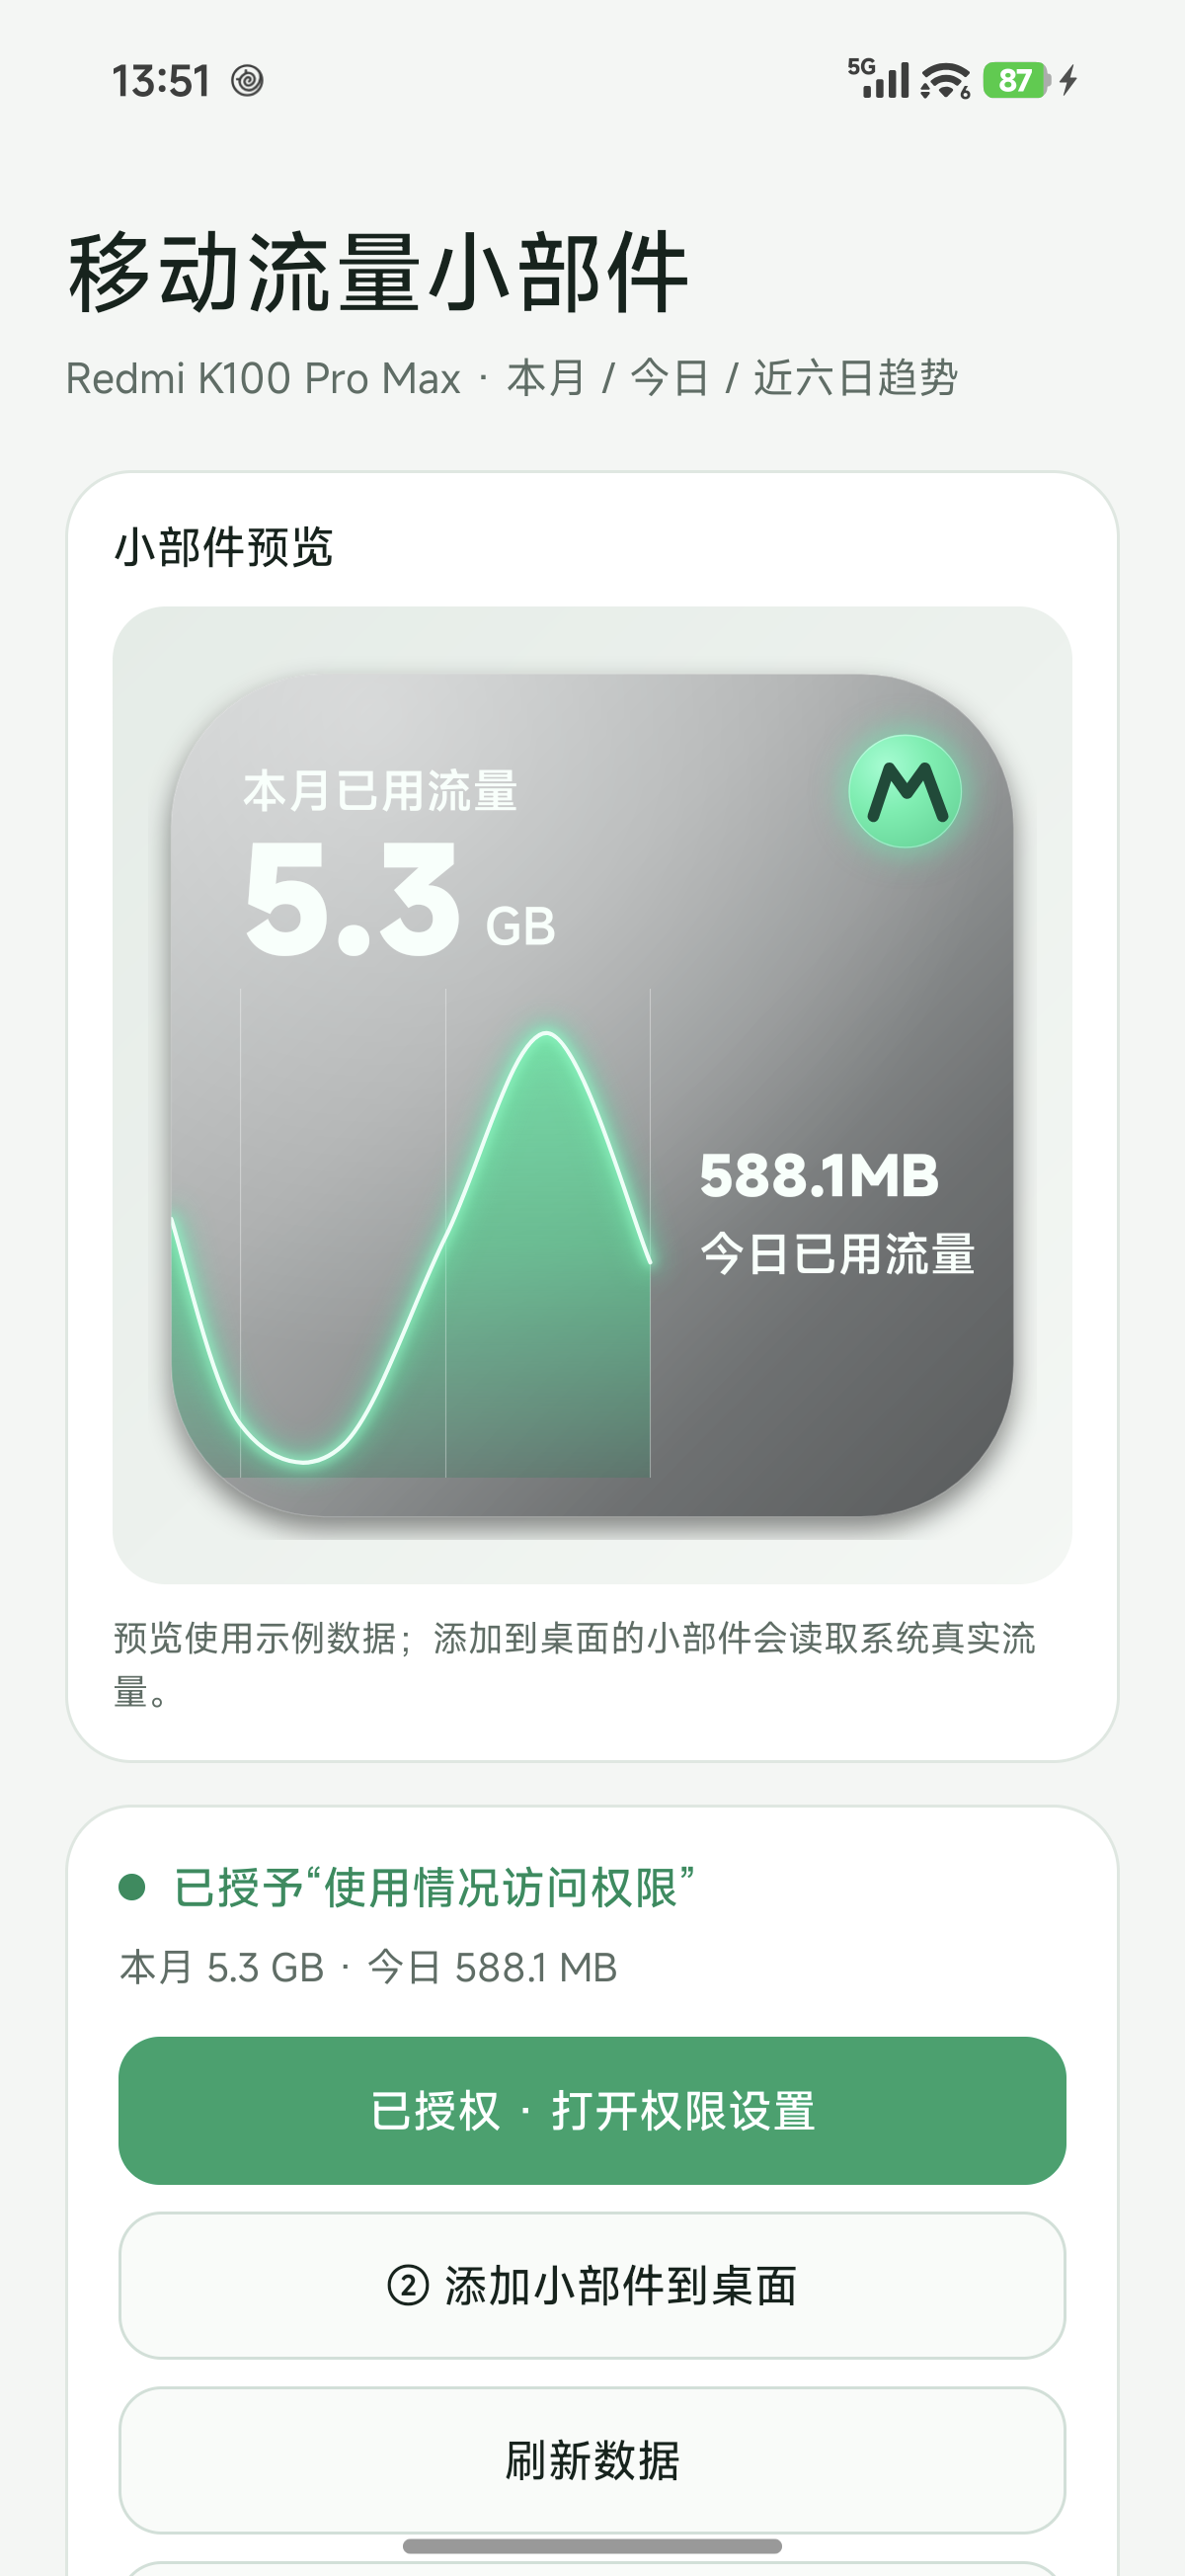 13:51
5G
6
87
移动流量小部件
Redmi K100 Pro Max · 本月 / 今日 / 近六日趋势
小部件预览
本月已用流量
5.3 GB
588.1MB
今日已用流量
预览使用示例数据；添加到桌面的小部件会读取系统真实流
量。
已授予“使用情况访问权限”
本月 5.3 GB · 今日 588.1 MB
已授权 · 打开权限设置
② 添加小部件到桌面
刷新数据